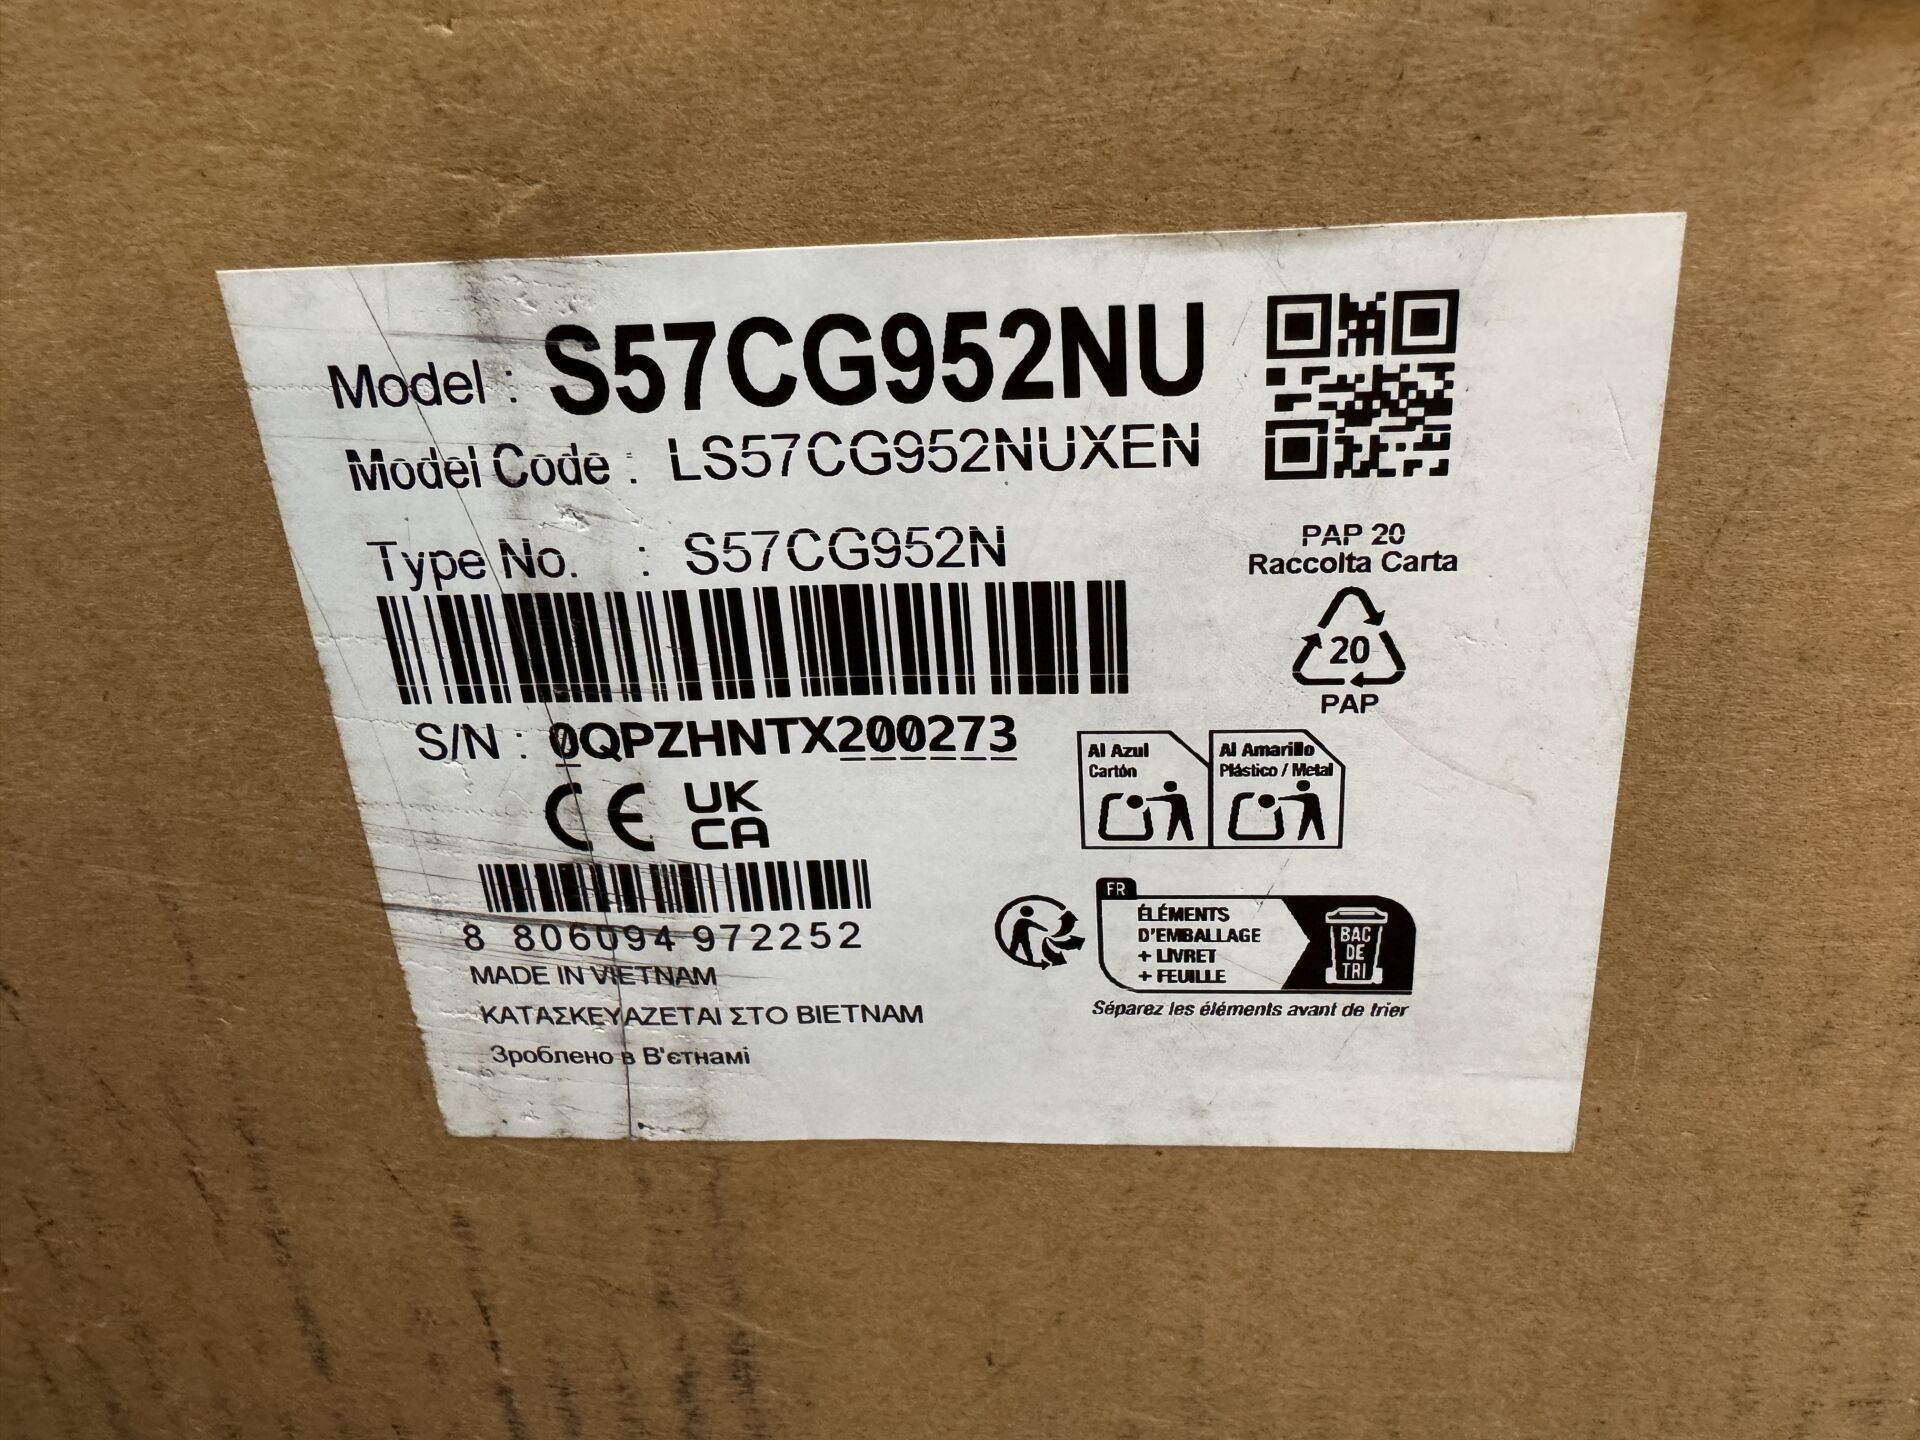 Model : S57CG952NU
Model Code : LS57CG952NUXEN
Type No. : S57CG952N
S/N : 0QPZHNTX200273
CE UK
CA
8 806094 972252
MADE IN VIETNAM
ΚΑΤΑΣΚΕΥΑΖΕΤΑΙ ΣΤΟ ΒΙΕΤΝΑΜ
Зроблено в В'єтнамі
PAP 20
Raccolta Carta
20
PAP
Al Azul
Cartón
Al Amarillo
Plástico / Metal
FR
ÉLÉMENTS
D'EMBALLAGE
+ LIVRET
+ FEUILLE
BAC
DE
TRI
Séparez les éléments avant de trier